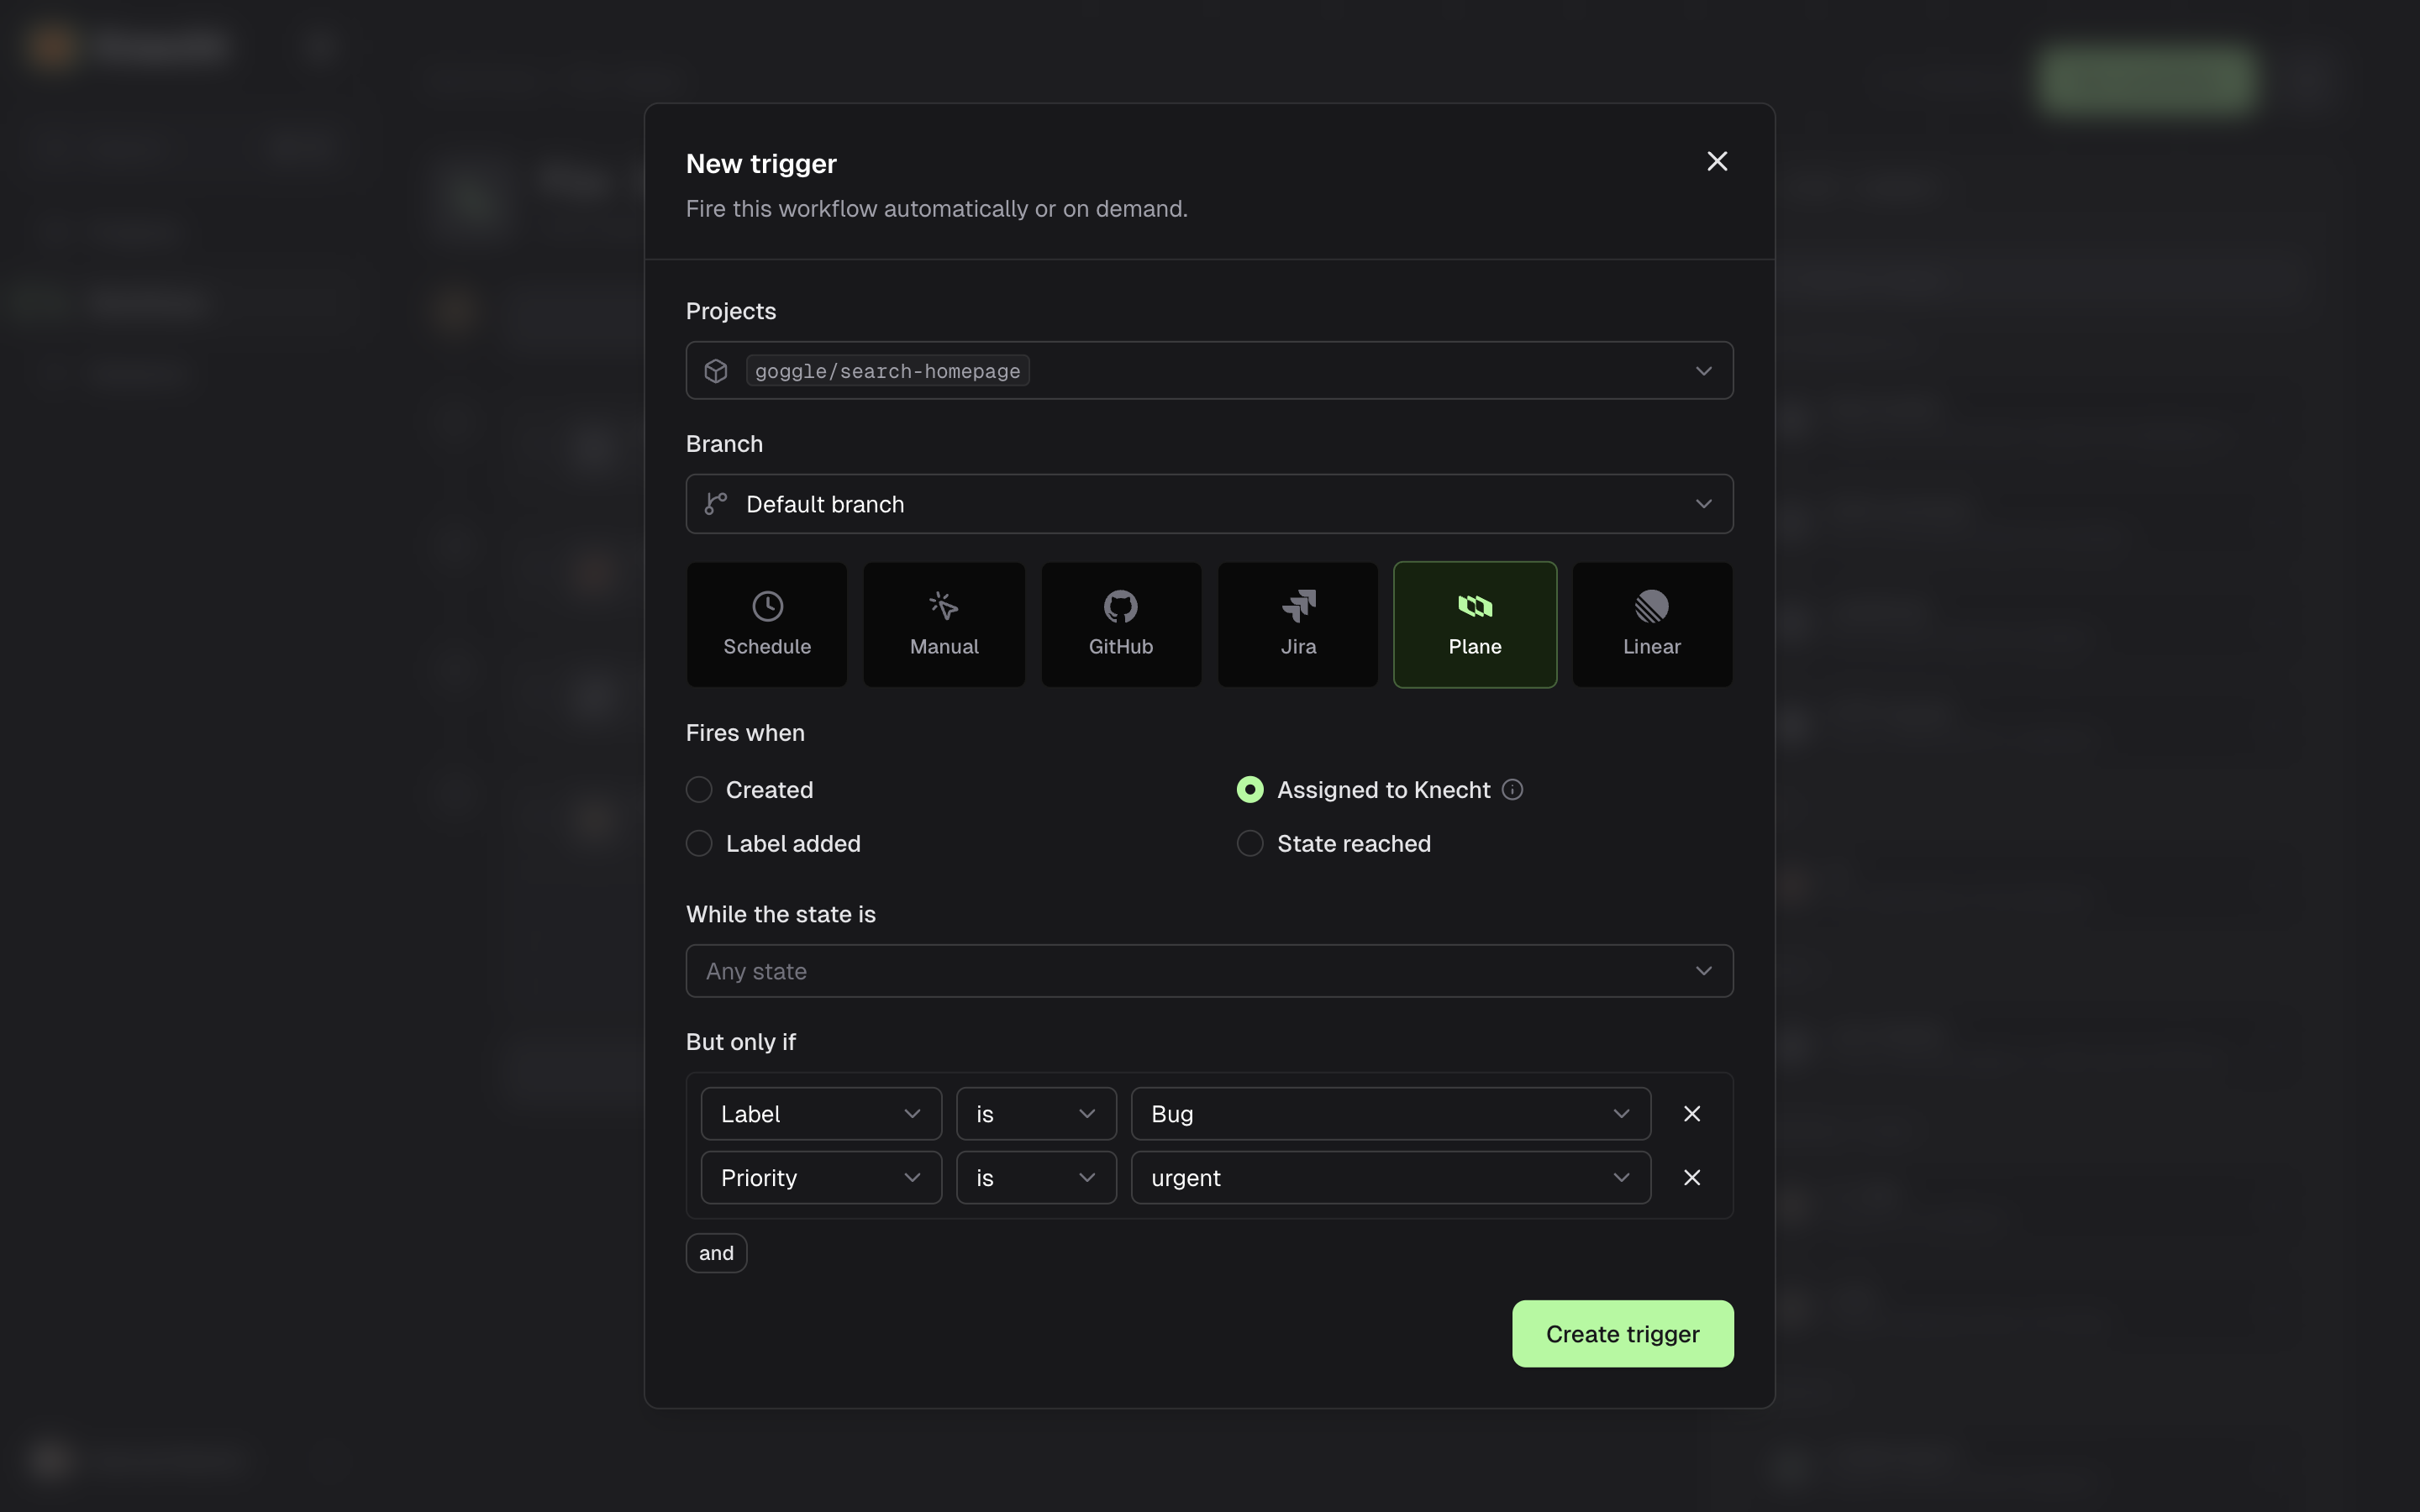 New trigger
Fire this workflow automatically or on demand.
Projects
goggle/search-homepage
Branch
Default branch
Schedule
Manual
GitHub
Jira
Plane
Linear
Fires when
Created
Assigned to Knecht
Label added
State reached
While the state is
Any state
But only if
Label is Bug
Priority is urgent
and
Create trigger